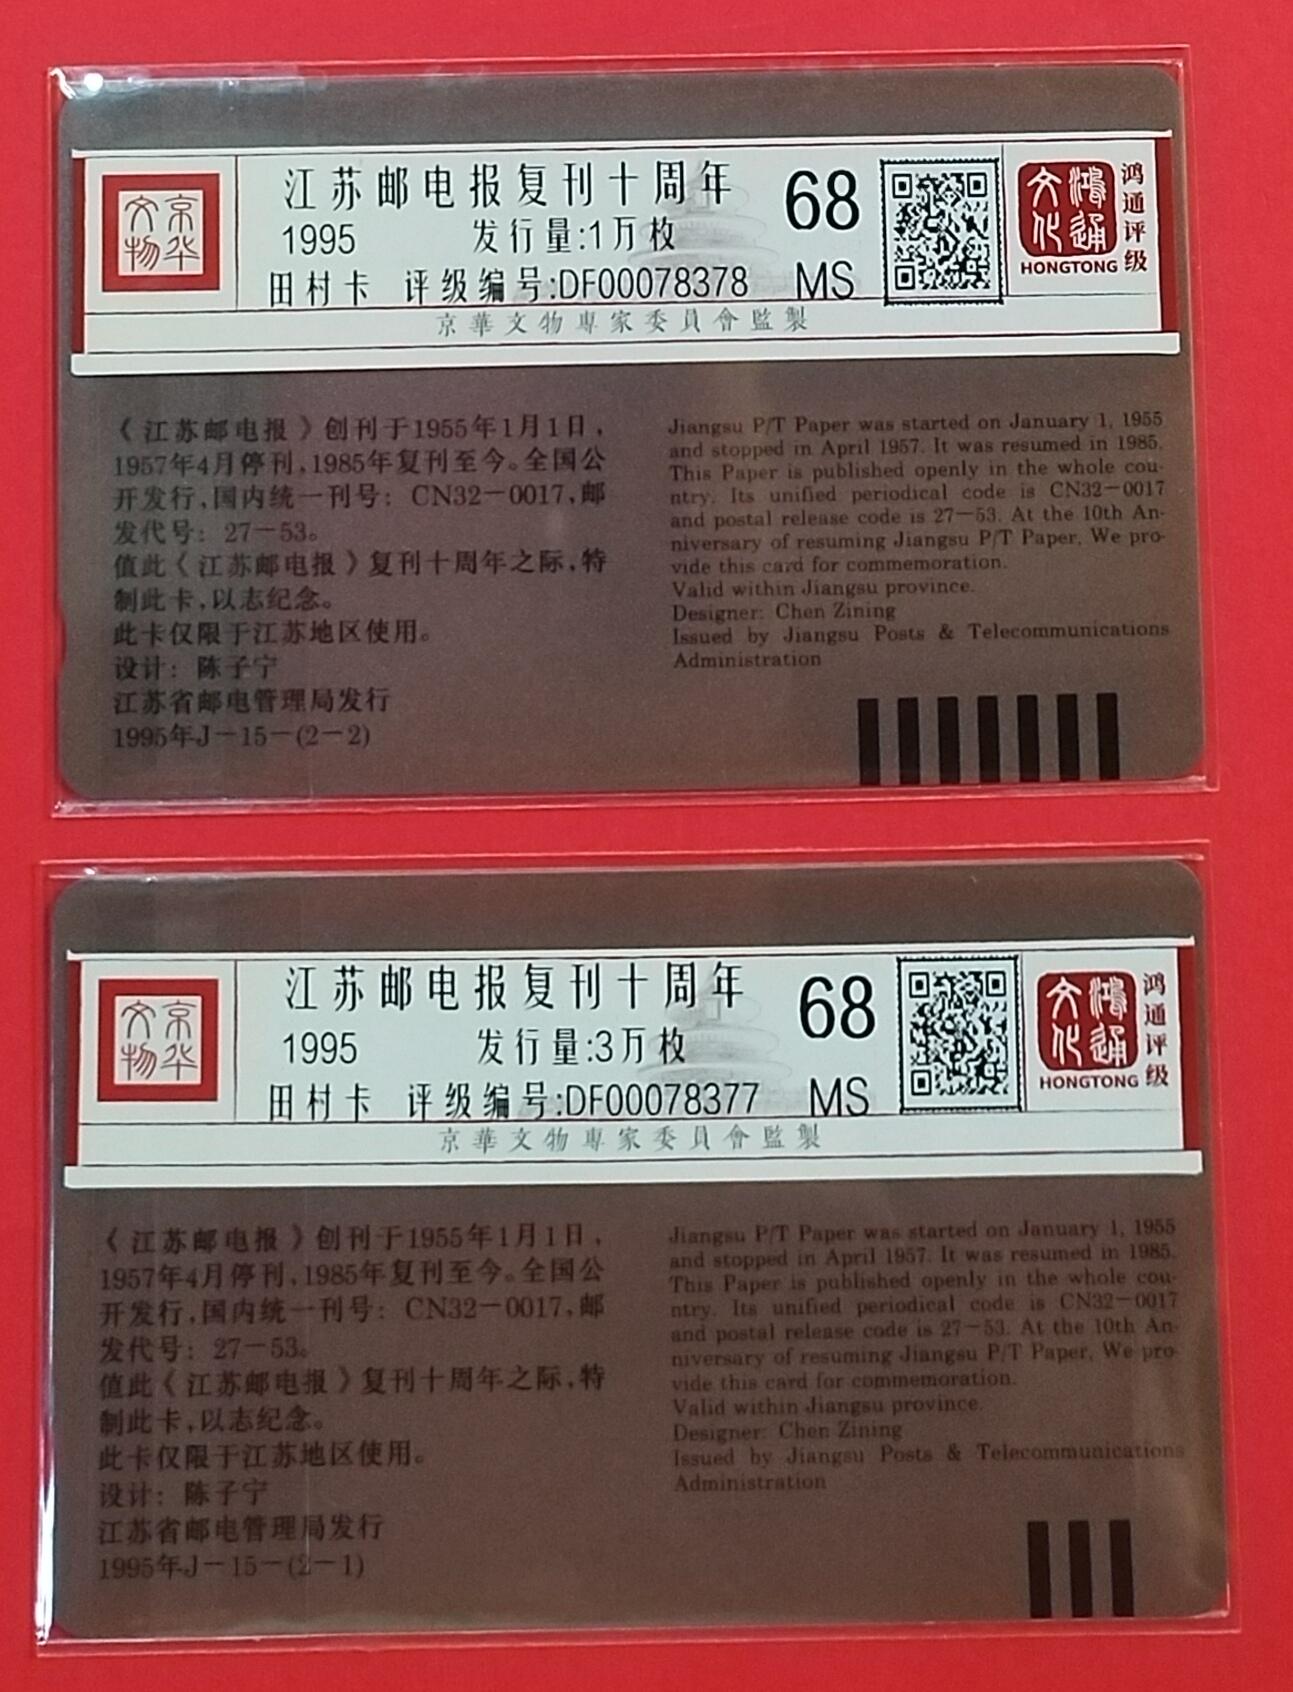 京华
文物
江苏邮电报复刊十周年
1995 发行量:1万枚
田村卡 评级编号:DF00078378
68
MS
鸿通
文化
HONGTONG
鸿通评级
京華文物專家委員會監製
《江苏邮电报》创刊于1955年1月1日,
1957年4月停刊,1985年复刊至今。全国公
开发行,国内统一刊号: CN32-0017,邮
发代号: 27-53。
值此《江苏邮电报》复刊十周年之际,特
制此卡,以志纪念。
此卡仅限于江苏地区使用。
设计: 陈子宁
江苏省邮电管理局发行
1995年J-15-(2-2)
Jiangsu P/T Paper was started on January 1, 1955
and stopped in April 1957. It was resumed in 1985.
This Paper is published openly in the whole cou-
ntry. Its unified periodical code is CN32-0017
and postal release code is 27-53. At the 10th An-
niversary of resuming Jiangsu P/T Paper, We pro-
vide this card for commemoration.
Valid within Jiangsu province.
Designer: Chen Zining
Issued by Jiangsu Posts & Telecommunications
Administration
京华
文物
江苏邮电报复刊十周年
1995 发行量:3万枚
田村卡 评级编号:DF00078377
68
MS
鸿通
文化
HONGTONG
鸿通评级
京華文物專家委員會監製
《江苏邮电报》创刊于1955年1月1日,
1957年4月停刊,1985年复刊至今。全国公
开发行,国内统一刊号: CN32-0017,邮
发代号: 27-53。
值此《江苏邮电报》复刊十周年之际,特
制此卡,以志纪念。
此卡仅限于江苏地区使用。
设计: 陈子宁
江苏省邮电管理局发行
1995年J-15-(2-1)
Jiangsu P/T Paper was started on January 1, 1955
and stopped in April 1957. It was resumed in 1985.
This Paper is published openly in the whole cou-
ntry. Its unified periodical code is CN32-0017
and postal release code is 27-53. At the 10th An-
niversary of resuming Jiangsu P/T Paper, We pro-
vide this card for commemoration.
Valid within Jiangsu province.
Designer: Chen Zining
Issued by Jiangsu Posts & Telecommunications
Administration